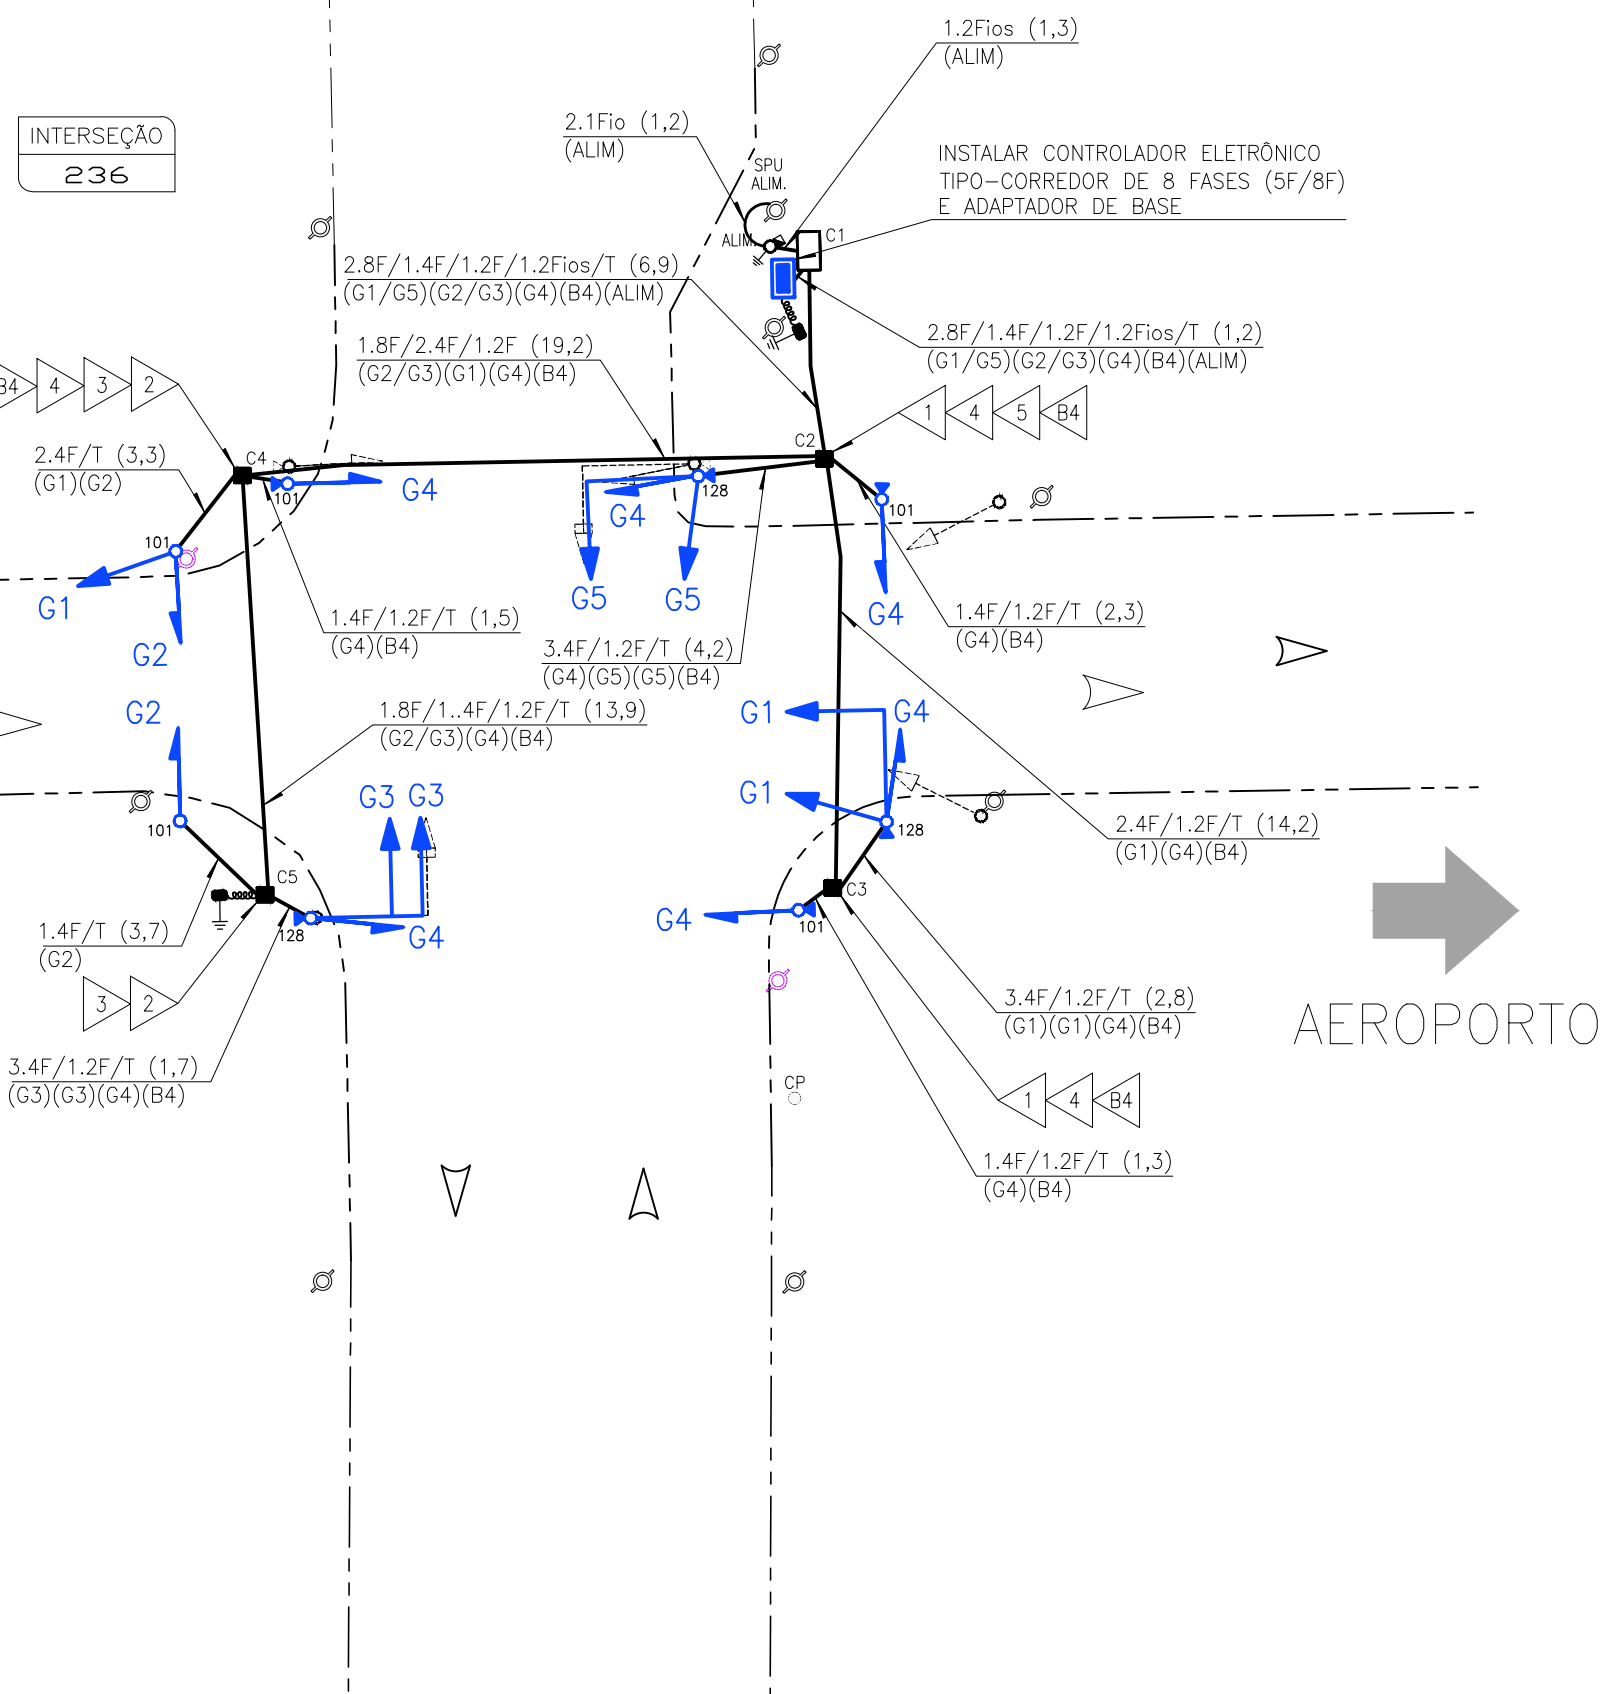 1.2Fios (1,3)
(ALIM)
2.1Fio (1,2)
(ALIM)
INTERSEÇÃO
236
SPU
ALIM.
INSTALAR CONTROLADOR ELETRÔNICO
TIPO-CORREDOR DE 8 FASES (5F/8F)
E ADAPTADOR DE BASE
ALIM.
C1
2.8F/1.4F/1.2F/1.2Fios/T (6,9)
(G1/G5)(G2/G3)(G4)(B4)(ALIM)
2.8F/1.4F/1.2F/1.2Fios/T (1,2)
(G1/G5)(G2/G3)(G4)(B4)(ALIM)
1.8F/2.4F/1.2F (19,2)
(G2/G3)(G1)(G4)(B4)
B4 4 3 2
1 4 5 B4
C2
C4
2.4F/T (3,3)
(G1)(G2)
101
G4
128
G4
101
101
G1
G5
G5
G4
1.4F/1.2F/T (1,5)
(G4)(B4)
1.4F/1.2F/T (2,3)
(G4)(B4)
G2
3.4F/1.2F/T (4,2)
(G4)(G5)(G5)(B4)
G2
1.8F/1..4F/1.2F/T (13,9)
(G2/G3)(G4)(B4)
G1
G4
G3
G3
G1
101
128
2.4F/1.2F/T (14,2)
(G1)(G4)(B4)
C5
C3
1.4F/T (3,7)
(G2)
128
G4
G4
101
3 2
3.4F/1.2F/T (2,8)
(G1)(G1)(G4)(B4)
AEROPORTO
3.4F/1.2F/T (1,7)
(G3)(G3)(G4)(B4)
CP
1 4 B4
1.4F/1.2F/T (1,3)
(G4)(B4)